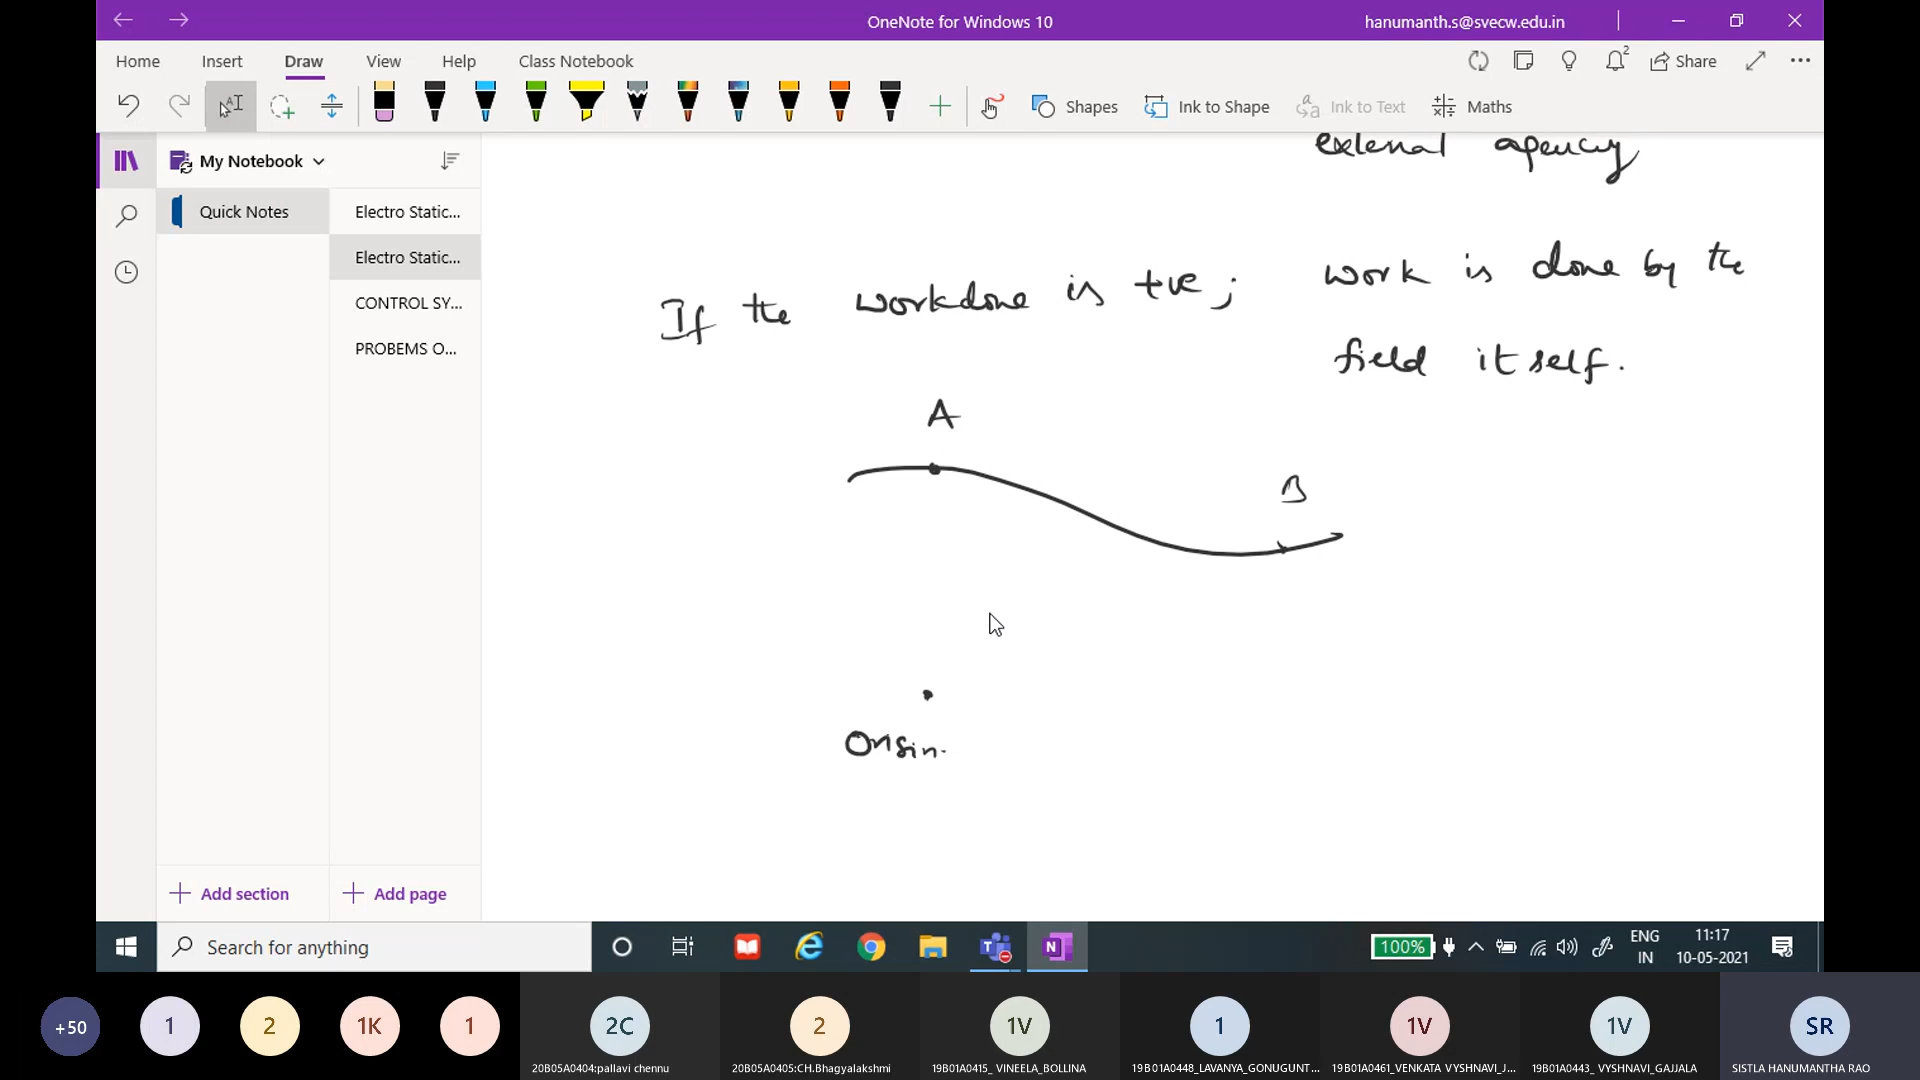 OneNote for Windows 10
hanumanth.s@svecw.edu.in
Home Insert Draw View Help Class Notebook
2
Share
Shapes Ink to Shape Ink to Text Maths
My Notebook
Quick Notes
Electro Static...
Electro Static...
CONTROL SY...
PROBEMS O...
Add section
Add page
external agency
If the workdone is +ve; work is done by the
field itself.
A
B
Origin.
Search for anything
100%
ENG
IN
11:17
10-05-2021
+50
1
2
1K
1
2C
2
1V
1
1V
1V
SR
20B05A0404:pallavi chennu
20B05A0405:CH.Bhagyalakshmi
19B01A0415_ VINEELA_BOLLINA
19B01A0448_LAVANYA_GONUGUNT...
19B01A0461_VENKATA VYSHNAVI_J...
19B01A0443_ VYSHNAVI_GAJJALA
SISTLA HANUMANTHA RAO